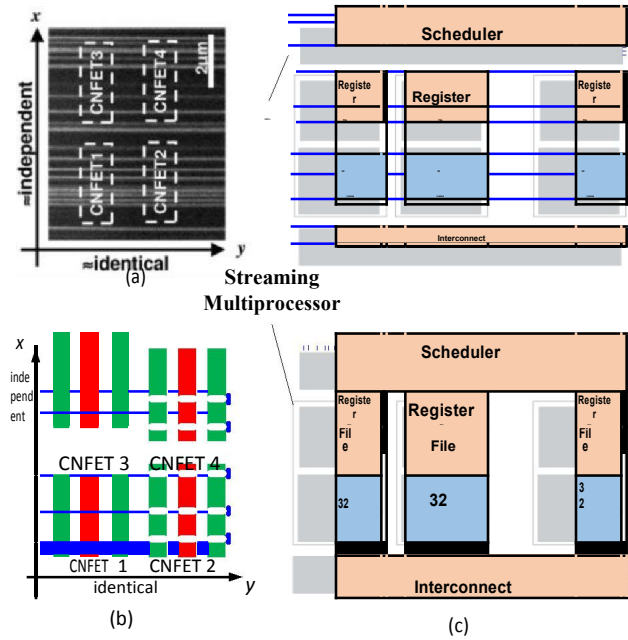 x
≈independent
CNFET3
CNFET4
2um
CNFET1
CNFET2
y
≈identical
(a)
Scheduler
Registe
r
Register
Registe
r
Interconnect
Streaming
Multiprocessor
x
inde
pend
ent
CNFET 3
CNFET 4
CNFET 1
CNFET 2
identical
y
(b)
Scheduler
Registe
r
Fil
e
Register
File
Registe
r
Fil
e
32
32
3
2
Interconnect
(c)